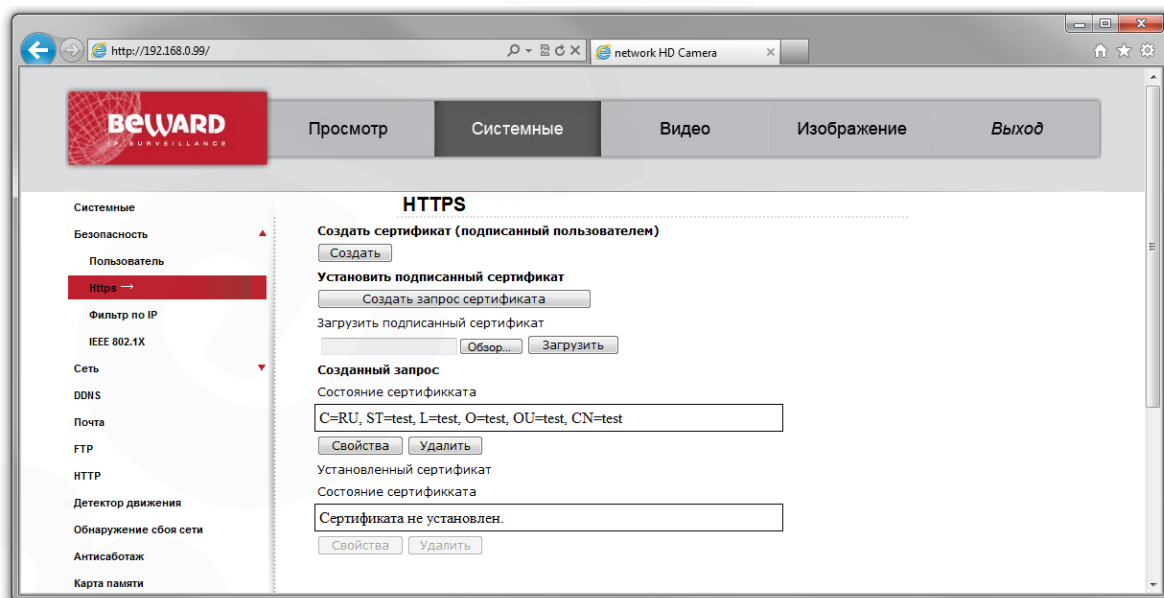 http://192.168.0.99/
network HD Camera
BEWARD
IP SURVEILLANCE
Просмотр
Системные
Видео
Изображение
Выход
Системные
Безопасность
Пользователь
Https →
Фильтр по IP
IEEE 802.1X
Сеть
DDNS
Почта
FTP
HTTP
Детектор движения
Обнаружение сбоя сети
Антисаботаж
Карта памяти
HTTPS
Создать сертификат (подписанный пользователем)
Создать
Установить подписанный сертификат
Создать запрос сертификата
Загрузить подписанный сертификат
Обзор... Загрузить
Созданный запрос
Состояние сертификката
C=RU, ST=test, L=test, O=test, OU=test, CN=test
Свойства Удалить
Установленный сертификат
Состояние сертификката
Сертификата не установлен.
Свойства Удалить